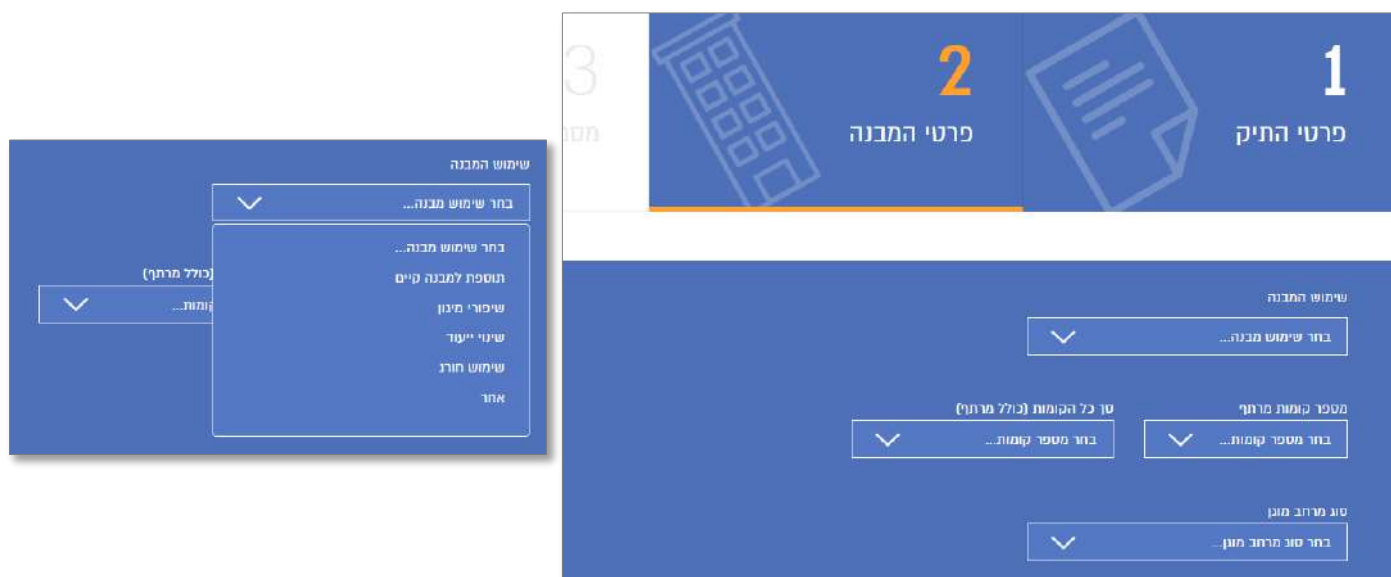 1
פרטי התיק
2
פרטי המבנה
3
שימוש המבנה
בחר שימוש מבנה...
מספר קומות מרתף
סך כל הקומות (כולל מרתף)
בחר מספר קומות...
בחר מספר קומות...
סוג מרחב מוגן
בחר סוג מרחב מוגן...
שימוש המבנה
בחר שימוש מבנה...
בחר שימוש מבנה...
תוספת למבנה קיים
שיפורי מיגון
שינוי ייעוד
שימוש חורג
אחר
(כולל מרתף)